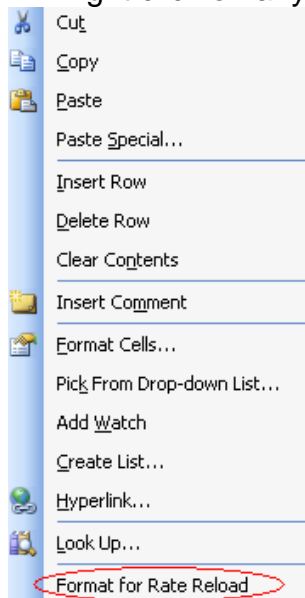 Cut
Copy
Paste
Paste Special...
Insert Row
Delete Row
Clear Contents
Insert Comment
Format Cells...
Pick From Drop-down List...
Add Watch
Create List...
Hyperlink...
Look Up...
Format for Rate Reload